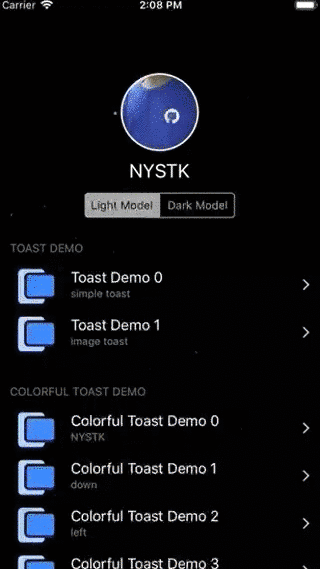 Carrier 2:08 PM
NYSTK
Light Model Dark Model
TOAST DEMO
Toast Demo 0
simple toast
Toast Demo 1
image toast
COLORFUL TOAST DEMO
Colorful Toast Demo 0
NYSTK
Colorful Toast Demo 1
down
Colorful Toast Demo 2
left
Colorful Toast Demo 3